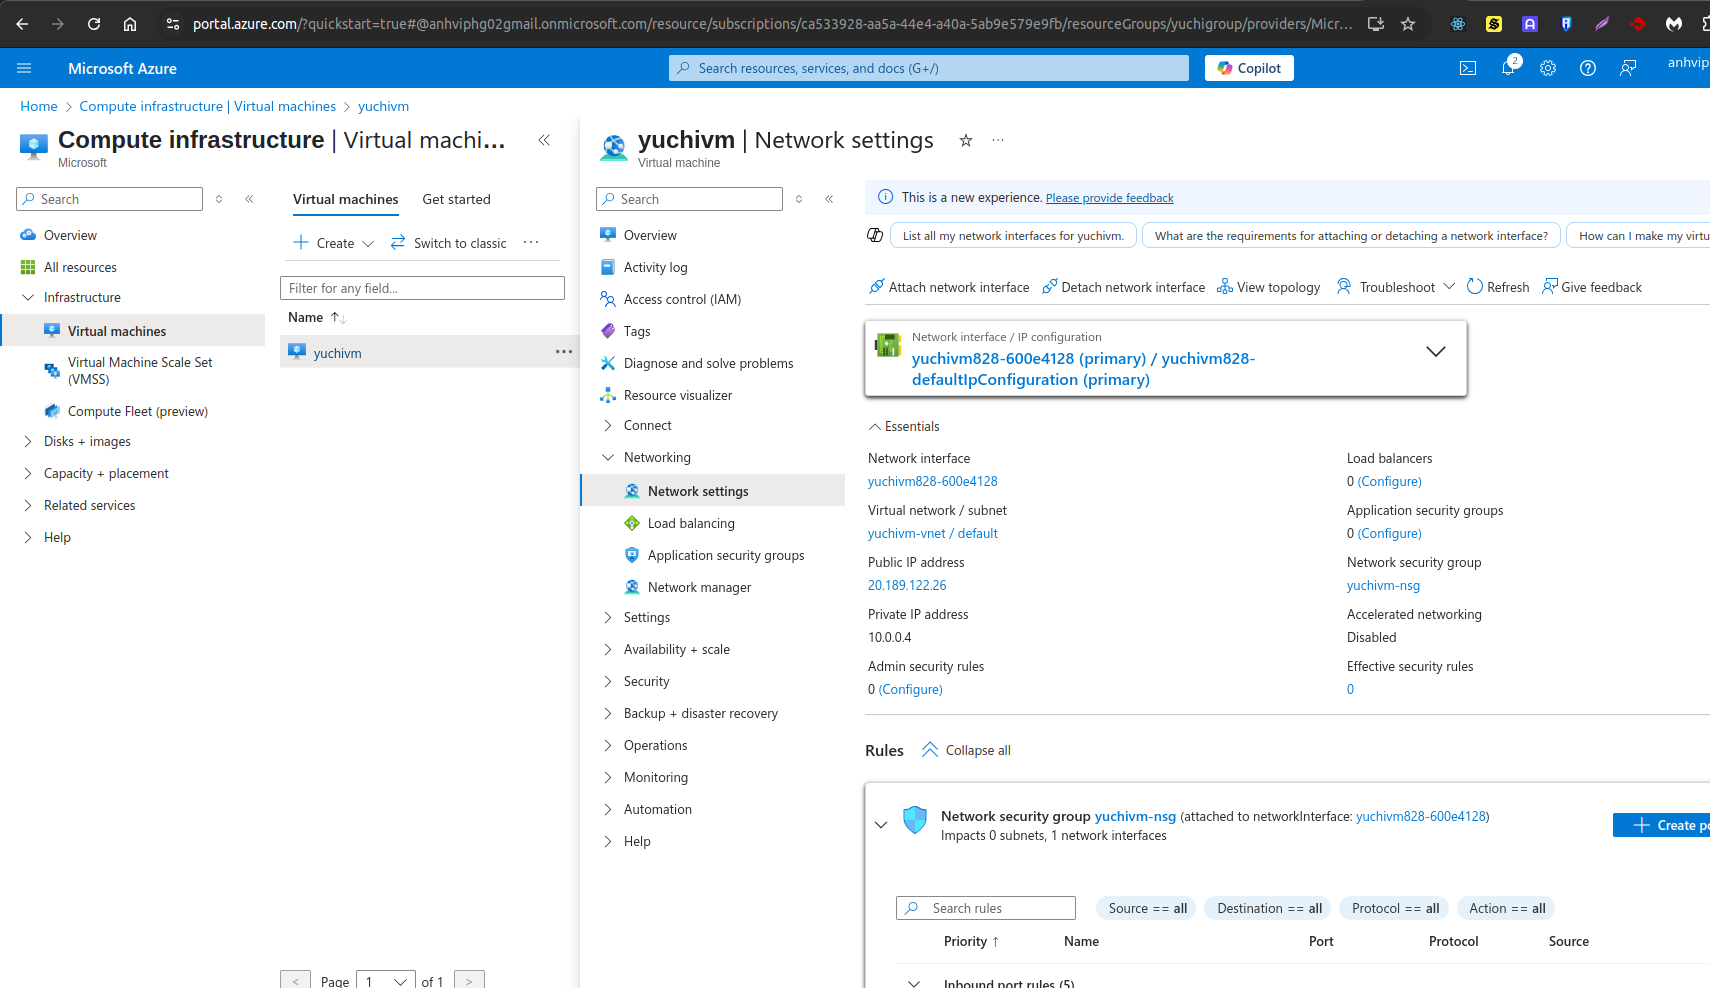 portal.azure.com/?quickstart=true#@anhviphg02gmail.onmicrosoft.com/resource/subscriptions/ca533928-aa5a-44e4-a40a-5ab9e579e9fb/resourceGroups/yuchigroup/providers/Micr...
Microsoft Azure
Search resources, services, and docs (G+/)
Copilot
2
anhvip
Home > Compute infrastructure | Virtual machines > yuchivm
Compute infrastructure | Virtual machi...
Microsoft
Search
Overview
All resources
Infrastructure
Virtual machines
Virtual Machine Scale Set
(VMSS)
Compute Fleet (preview)
Disks + images
Capacity + placement
Related services
Help
Virtual machines Get started
Create Switch to classic ...
Filter for any field...
Name ↑↓
yuchivm ...
< Page 1 of 1 >
yuchivm | Network settings ...
Virtual machine
Search
Overview
Activity log
Access control (IAM)
Tags
Diagnose and solve problems
Resource visualizer
Connect
Networking
Network settings
Load balancing
Application security groups
Network manager
Settings
Availability + scale
Security
Backup + disaster recovery
Operations
Monitoring
Automation
Help
This is a new experience. Please provide feedback
List all my network interfaces for yuchivm. What are the requirements for attaching or detaching a network interface? How can I make my virtu
Attach network interface Detach network interface View topology Troubleshoot Refresh Give feedback
Network interface / IP configuration
yuchivm828-600e4128 (primary) / yuchivm828-
defaultIpConfiguration (primary)
Essentials
Network interface
yuchivm828-600e4128
Virtual network / subnet
yuchivm-vnet / default
Public IP address
20.189.122.26
Private IP address
10.0.0.4
Admin security rules
0 (Configure)
Load balancers
0 (Configure)
Application security groups
0 (Configure)
Network security group
yuchivm-nsg
Accelerated networking
Disabled
Effective security rules
0
Rules Collapse all
Network security group yuchivm-nsg (attached to networkInterface: yuchivm828-600e4128)
Impacts 0 subnets, 1 network interfaces
Create po
Search rules Source == all Destination == all Protocol == all Action == all
Priority ↑ Name Port Protocol Source
Inbound port rules (5)